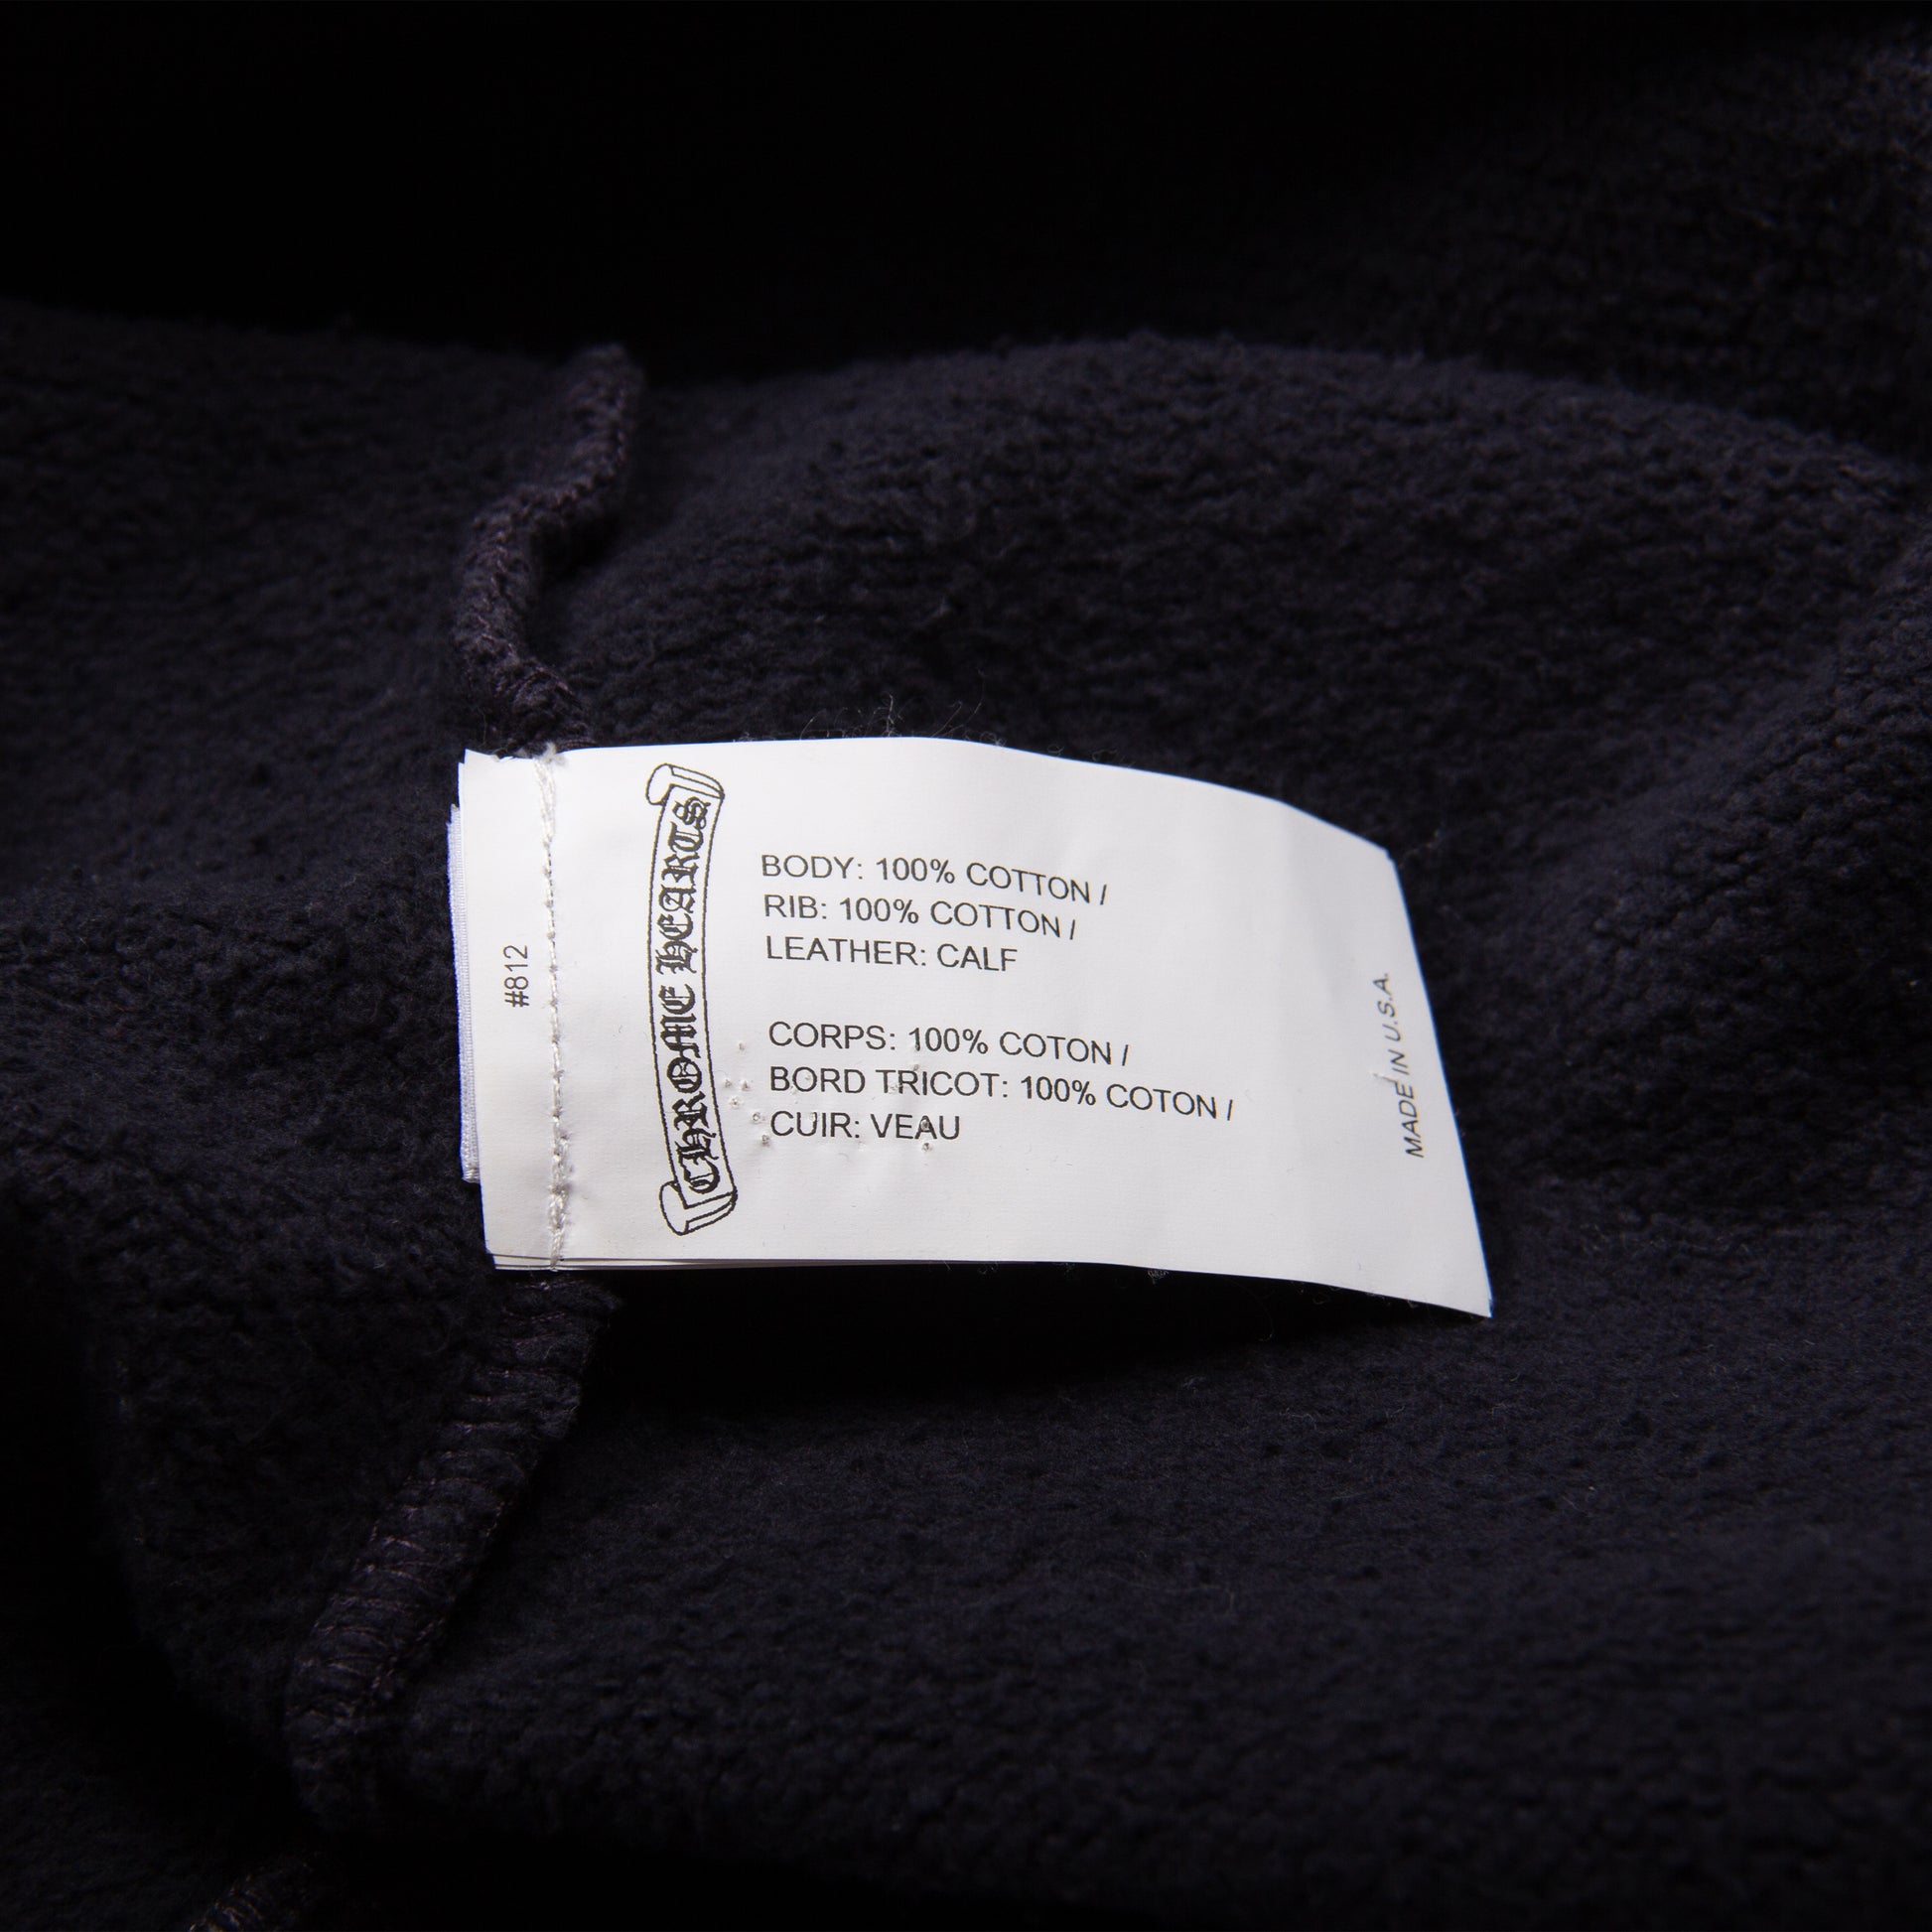 #812
CHROME HEARTS
BODY: 100% COTTON /
RIB: 100% COTTON /
LEATHER: CALF
CORPS: 100% COTON /
BORD TRICOT: 100% COTON /
CUIR: VEAU
MADE IN U.S.A.